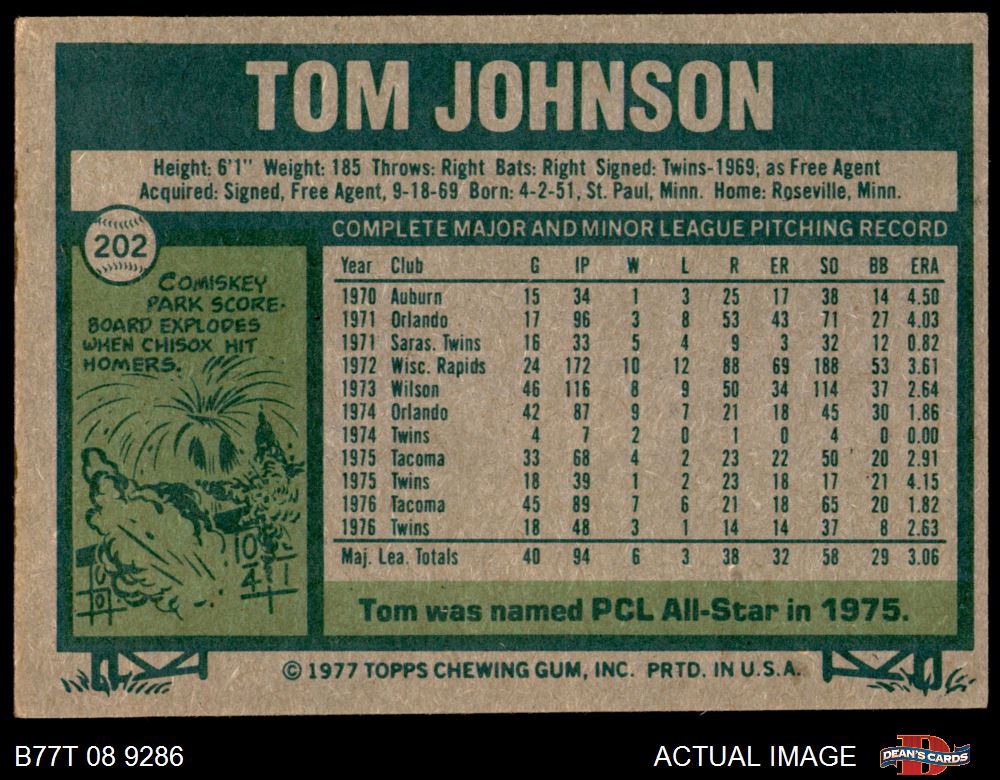 TOM JOHNSON
Height: 6'1" Weight: 185 Throws: Right Bats: Right Signed: Twins-1969; as Free Agent
Acquired: Signed, Free Agent, 9-18-69 Born: 4-2-51, St. Paul, Minn. Home: Roseville, Minn.
202
COMISKEY
PARK SCORE-
BOARD EXPLODES
WHEN CHISOX HIT
HOMERS.
10
4 1
COMPLETE MAJOR AND MINOR LEAGUE PITCHING RECORD
Year Club G IP W L R ER SO BB ERA
1970 Auburn 15 34 1 3 25 17 38 14 4.50
1971 Orlando 17 96 3 8 53 43 71 27 4.03
1971 Saras. Twins 16 33 5 4 9 3 32 12 0.82
1972 Wisc. Rapids 24 172 10 12 88 69 188 53 3.61
1973 Wilson 46 116 8 9 50 34 114 37 2.64
1974 Orlando 42 87 9 7 21 18 45 30 1.86
1974 Twins 4 7 2 0 1 0 4 0 0.00
1975 Tacoma 33 68 4 2 23 22 50 20 2.91
1975 Twins 18 39 1 2 23 18 17 21 4.15
1976 Tacoma 45 89 7 6 21 18 65 20 1.82
1976 Twins 18 48 3 1 14 14 37 8 2.63
Maj. Lea. Totals 40 94 6 3 38 32 58 29 3.06
Tom was named PCL All-Star in 1975.
© 1977 TOPPS CHEWING GUM, INC. PRTD. IN U.S.A.
B77T 08 9286
ACTUAL IMAGE
DEAN'S CARDS